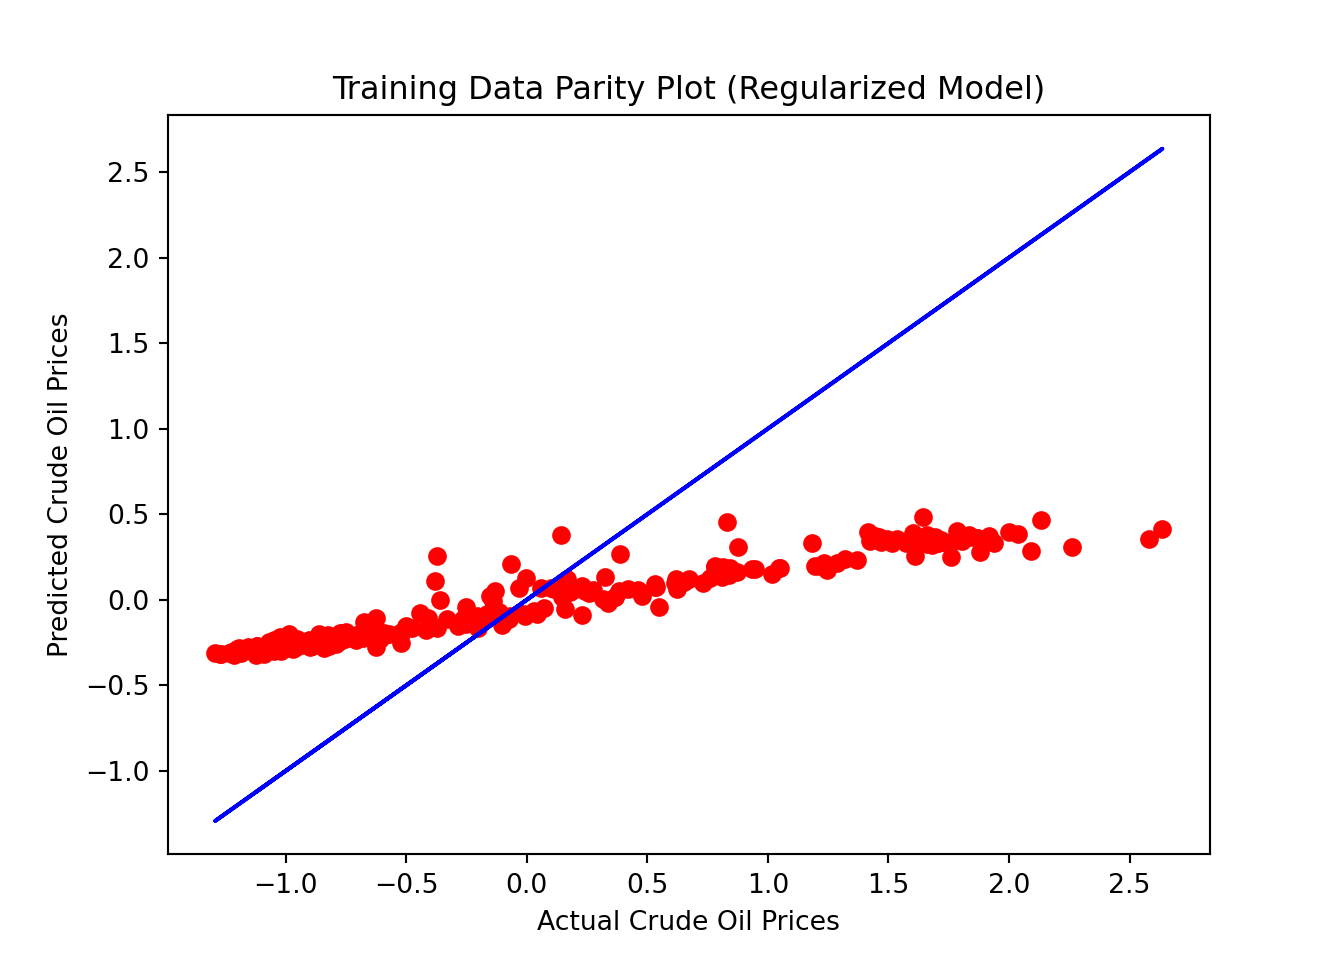 Training Data Parity Plot (Regularized Model)
Predicted Crude Oil Prices
2.5
2.0
1.5
1.0
0.5
0.0
−0.5
−1.0
−1.0 −0.5 0.0 0.5 1.0 1.5 2.0 2.5
Actual Crude Oil Prices